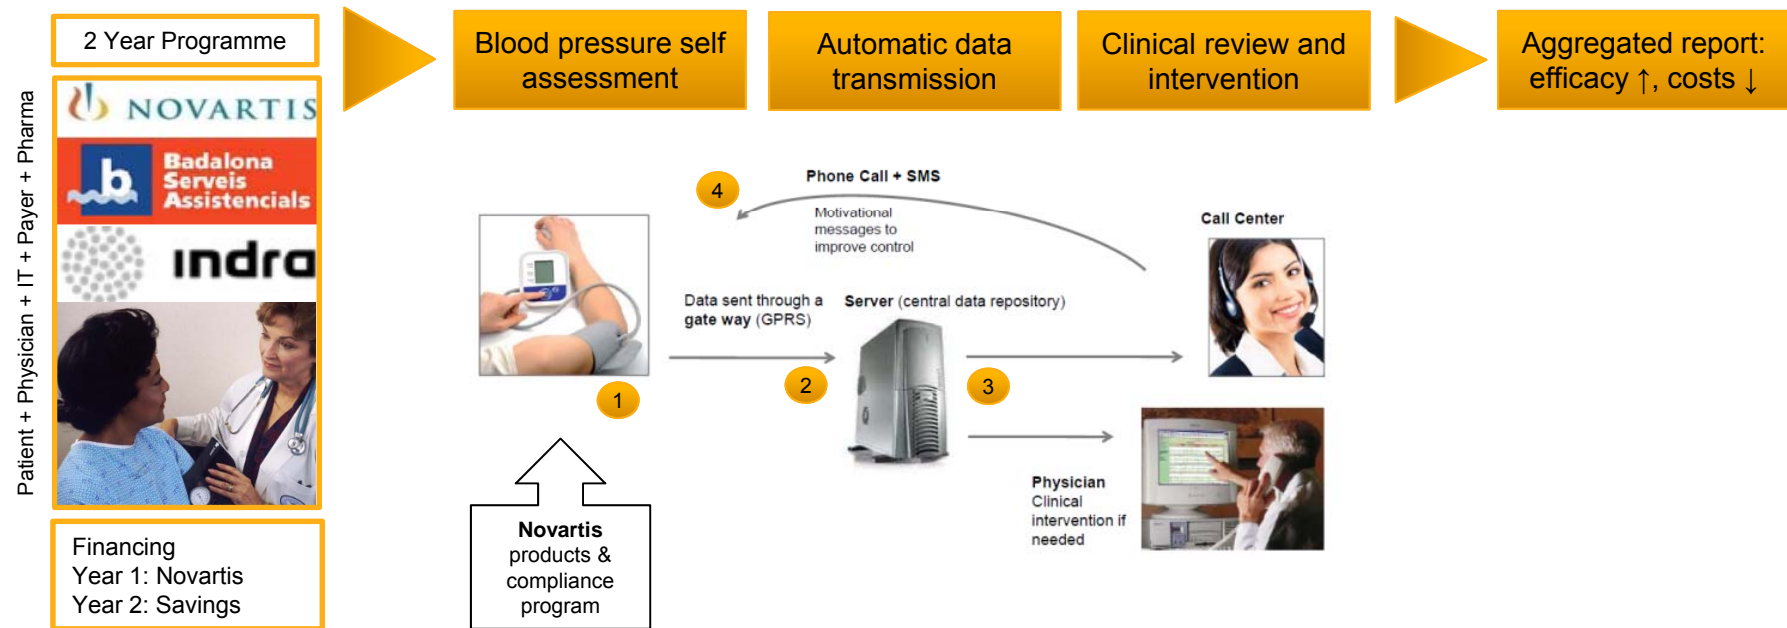 2 Year Programme
Patient + Physician + IT + Payer + Pharma
NOVARTIS
b
Badalona
Serveis
Assistencials
indra
Financing
Year 1: Novartis
Year 2: Savings
Blood pressure self
assessment
Automatic data
transmission
Clinical review and
intervention
Aggregated report:
efficacy ↑, costs ↓
4
Phone Call + SMS
Motivational
messages to
improve control
Call Center
Data sent through a
gate way (GPRS)
Server (central data repository)
1
2
3
Physician
Clinical
intervention if
needed
Novartis
products &
compliance
program